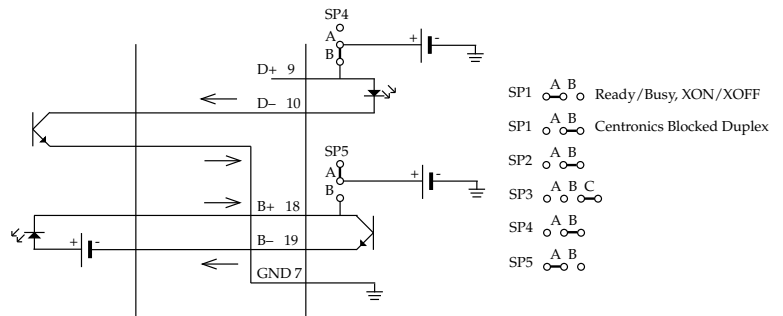 SP4
A
B
+ -
D+ 9
D– 10
SP5
A
B
+ -
B+ 18
+ -
B– 19
GND 7
SP1 A B Ready/Busy, XON/XOFF
SP1 A B Centronics Blocked Duplex
SP2 A B
SP3 A B C
SP4 A B
SP5 A B